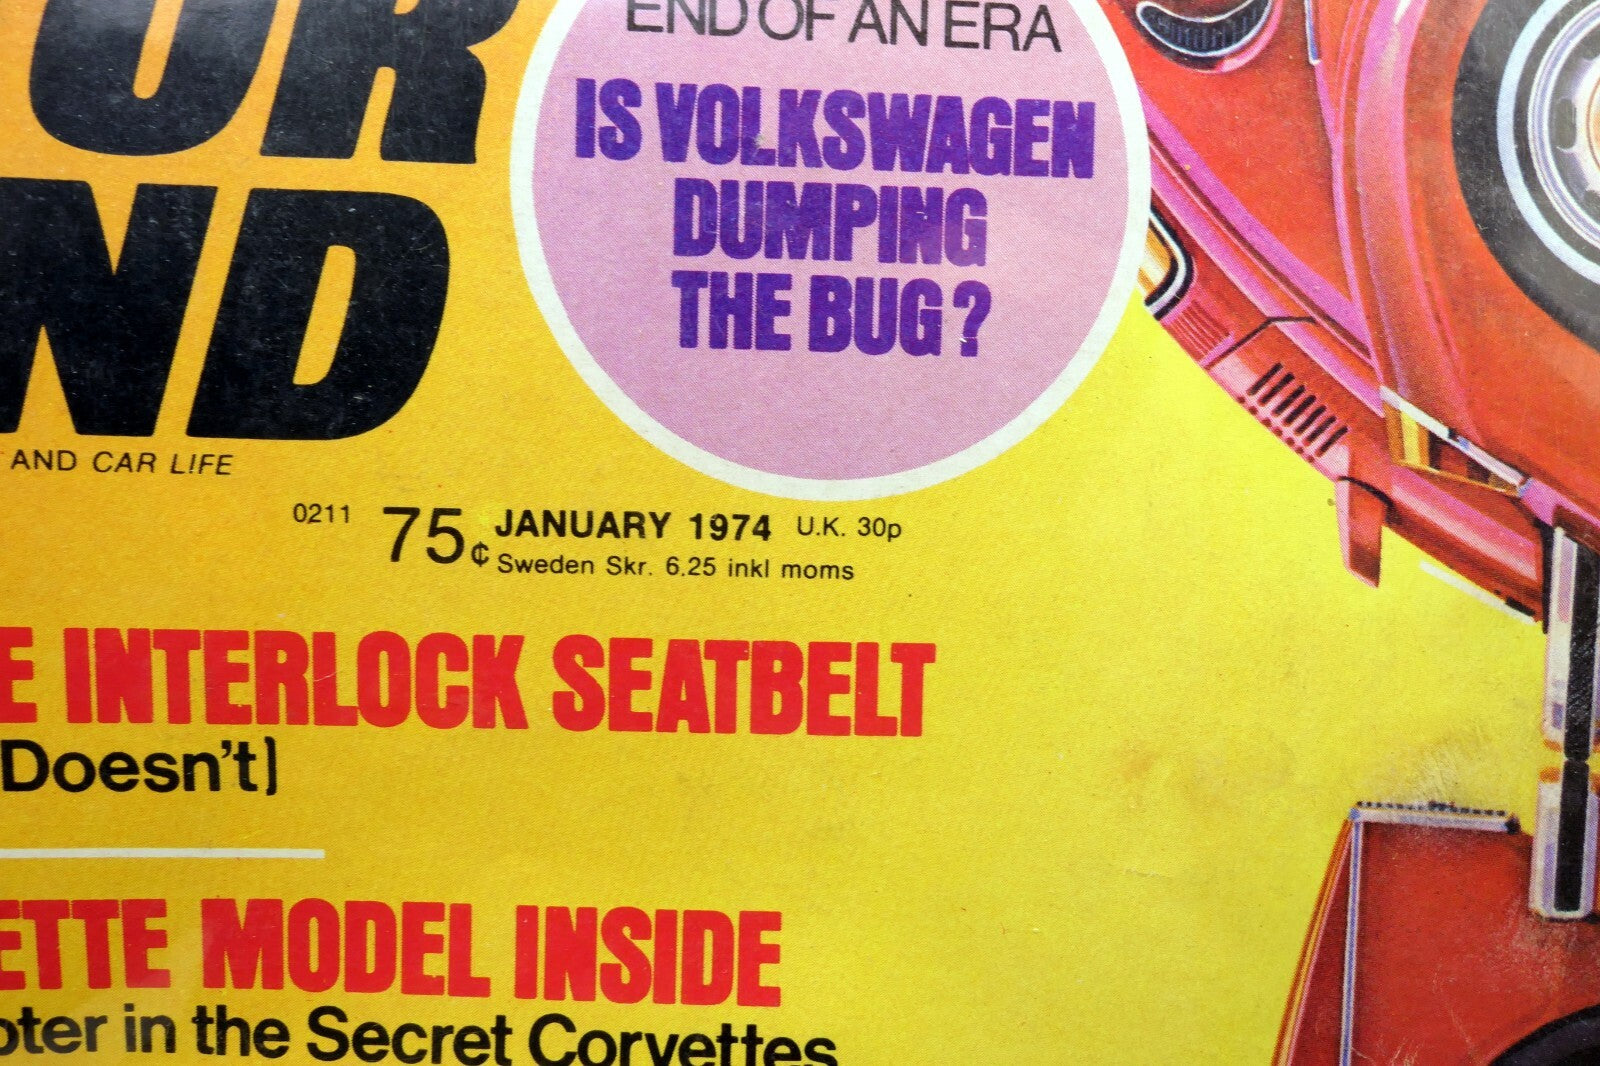 OR
END OF AN ERA
IS VOLKSWAGEN
DUMPING
THE BUG?
ND
AND CAR LIFE
0211 75¢ JANUARY 1974 U.K. 30p
Sweden Skr. 6.25 inkl moms
E INTERLOCK SEATBELT
Doesn't)
ETTE MODEL INSIDE
oter in the Secret Corvettes